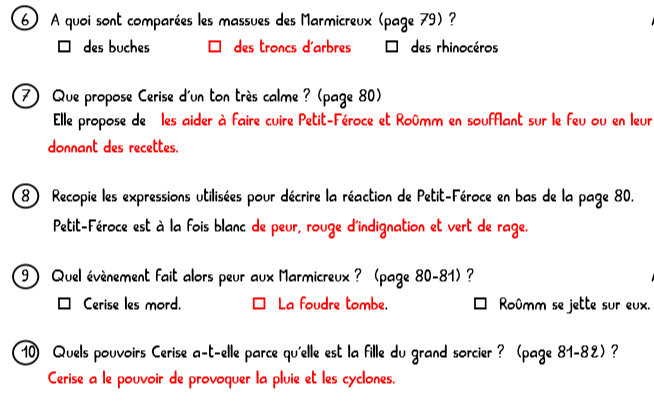 6 A quoi sont comparées les massues des Marmicreux (page 79) ?
☐ des buches ☐ des troncs d'arbres ☐ des rhinocéros
7 Que propose Cerise d'un ton très calme ? (page 80)
Elle propose de les aider à faire cuire Petit-Féroce et Roûmm en soufflant sur le feu ou en leur
donnant des recettes.
8 Recopie les expressions utilisées pour décrire la réaction de Petit-Féroce en bas de la page 80.
Petit-Féroce est à la fois blanc de peur, rouge d'indignation et vert de rage.
9 Quel évènement fait alors peur aux Marmicreux ? (page 80-81) ?
☐ Cerise les mord. ☐ La foudre tombe. ☐ Roûmm se jette sur eux.
10 Quels pouvoirs Cerise a-t-elle parce qu'elle est la fille du grand sorcier ? (page 81-82) ?
Cerise a le pouvoir de provoquer la pluie et les cyclones.